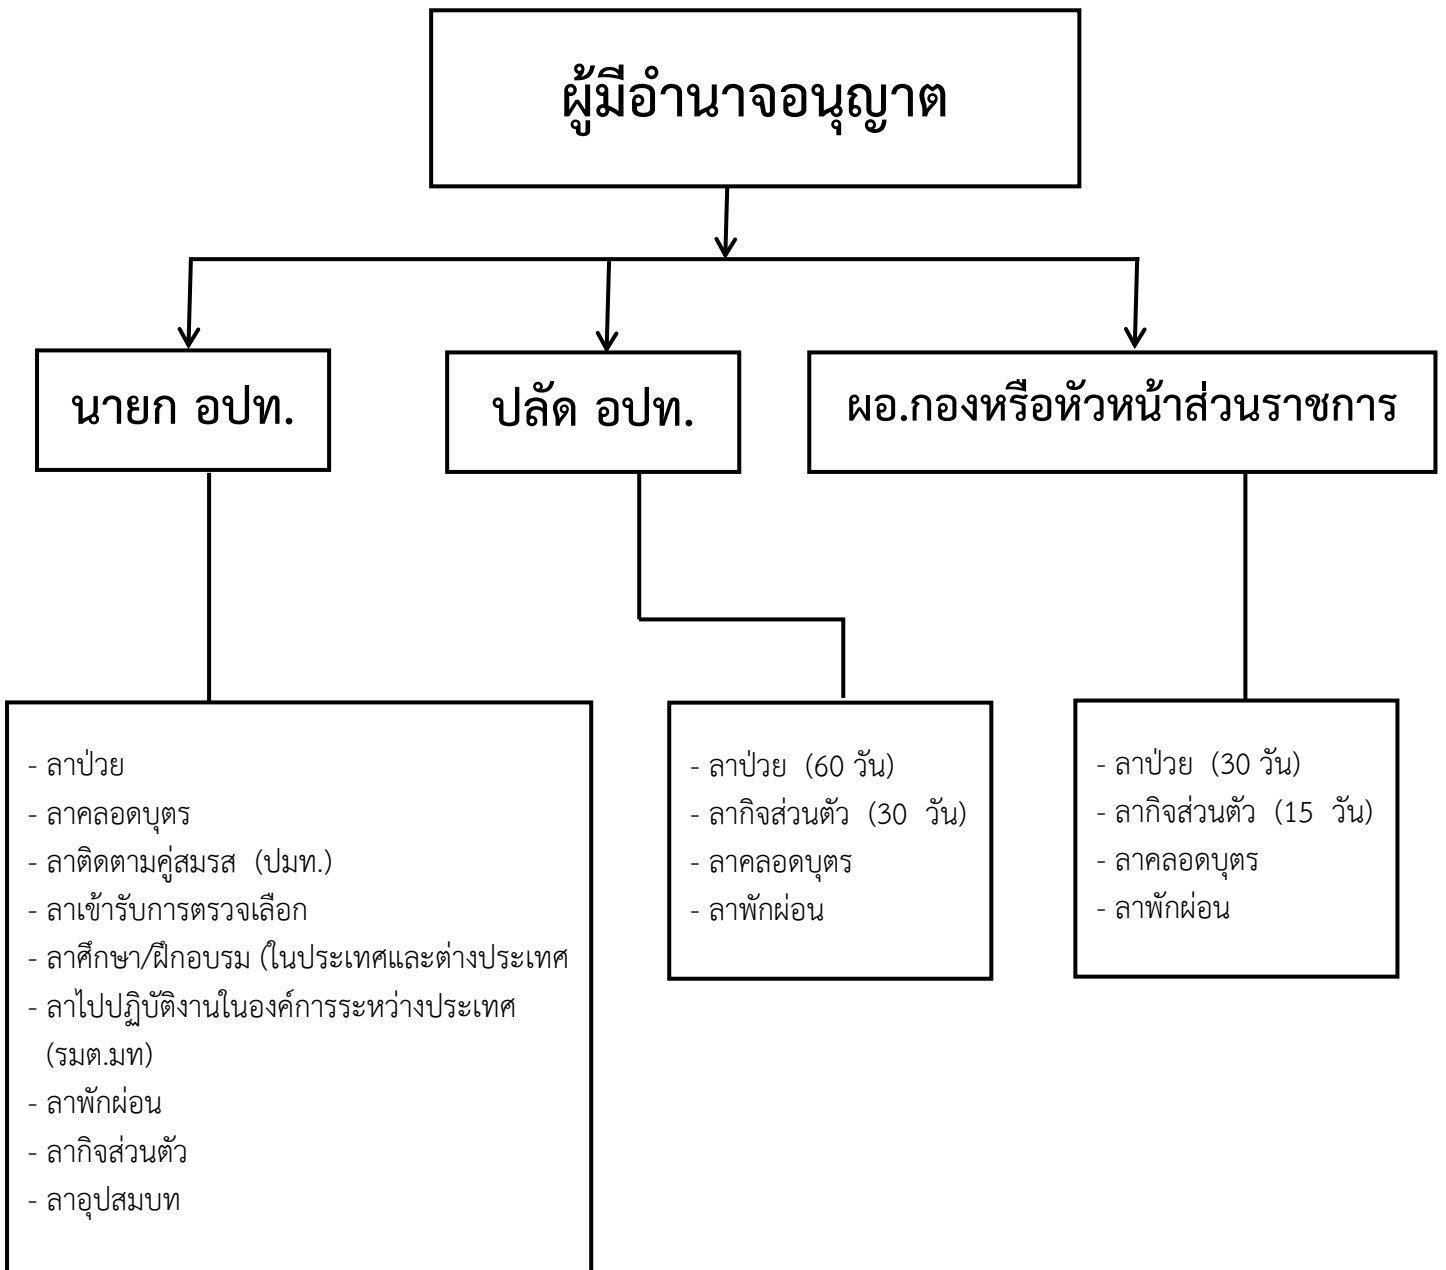 ผู้มีอำนาจอนุญาต
นายก อปท.
ปลัด อปท.
ผอ.กองหรือหัวหน้าส่วนราชการ
- ลาป่วย
- ลาคลอดบุตร
- ลาติดตามคู่สมรส (ปมท.)
- ลาเข้ารับการตรวจเลือก
- ลาศึกษา/ฝึกอบรม (ในประเทศและต่างประเทศ
- ลาไปปฏิบัติงานในองค์การระหว่างประเทศ
(รมต.มท)
- ลาพักผ่อน
- ลากิจส่วนตัว
- ลาอุปสมบท
- ลาป่วย (60 วัน)
- ลากิจส่วนตัว (30 วัน)
- ลาคลอดบุตร
- ลาพักผ่อน
- ลาป่วย (30 วัน)
- ลากิจส่วนตัว (15 วัน)
- ลาคลอดบุตร
- ลาพักผ่อน